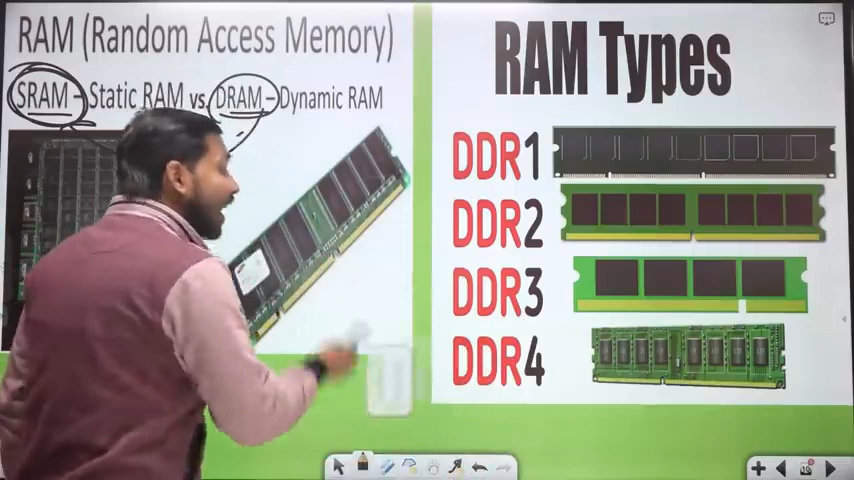 RAM (Random Access Memory)
SRAM - Static RAM vs. DRAM - Dynamic RAM
RAM Types
DDR1
DDR2
DDR3
DDR4